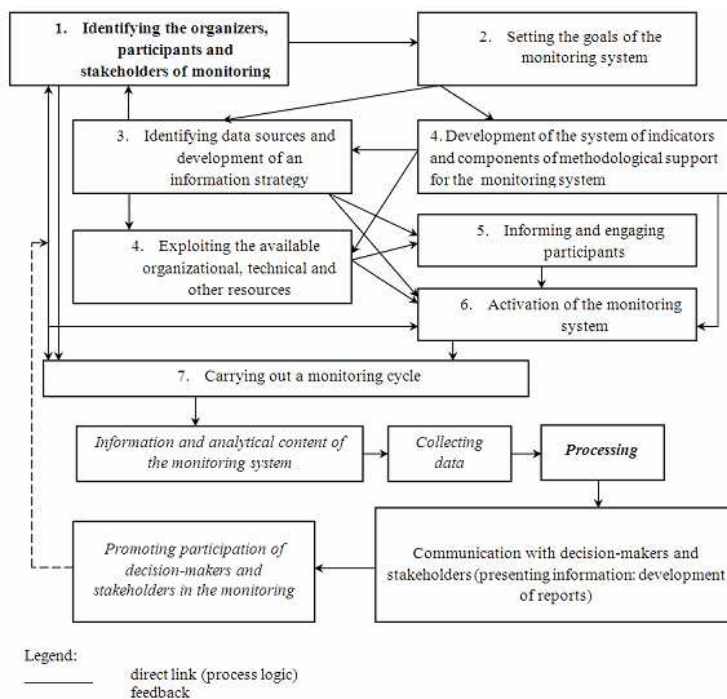 1. Identifying the organizers,
participants and
stakeholders of monitoring
2. Setting the goals of the
monitoring system
3. Identifying data sources and
development of an
information strategy
4. Development of the system of indicators
and components of methodological support
for the monitoring system
4. Exploiting the available
organizational, technical and
other resources
5. Informing and engaging
participants
6. Activation of the monitoring
system
7. Carrying out a monitoring cycle
Information and analytical content of
the monitoring system
Collecting
data
Processing
Promoting participation of
decision-makers and
stakeholders in the monitoring
Communication with decision-makers and
stakeholders (presenting information: development
of reports)
Legend:
direct link (process logic)
feedback